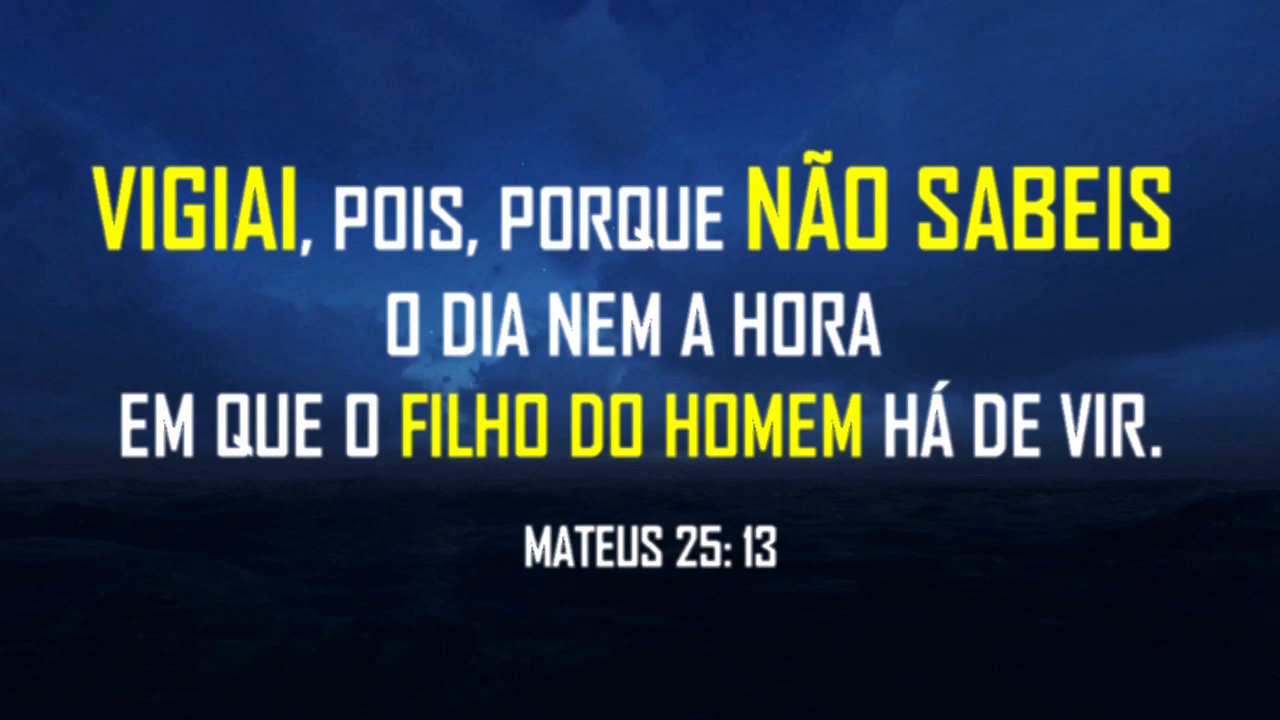 VIGIAI, POIS, PORQUE NÃO SABEIS
O DIA NEM A HORA
EM QUE O FILHO DO HOMEM HÁ DE VIR.
MATEUS 25: 13